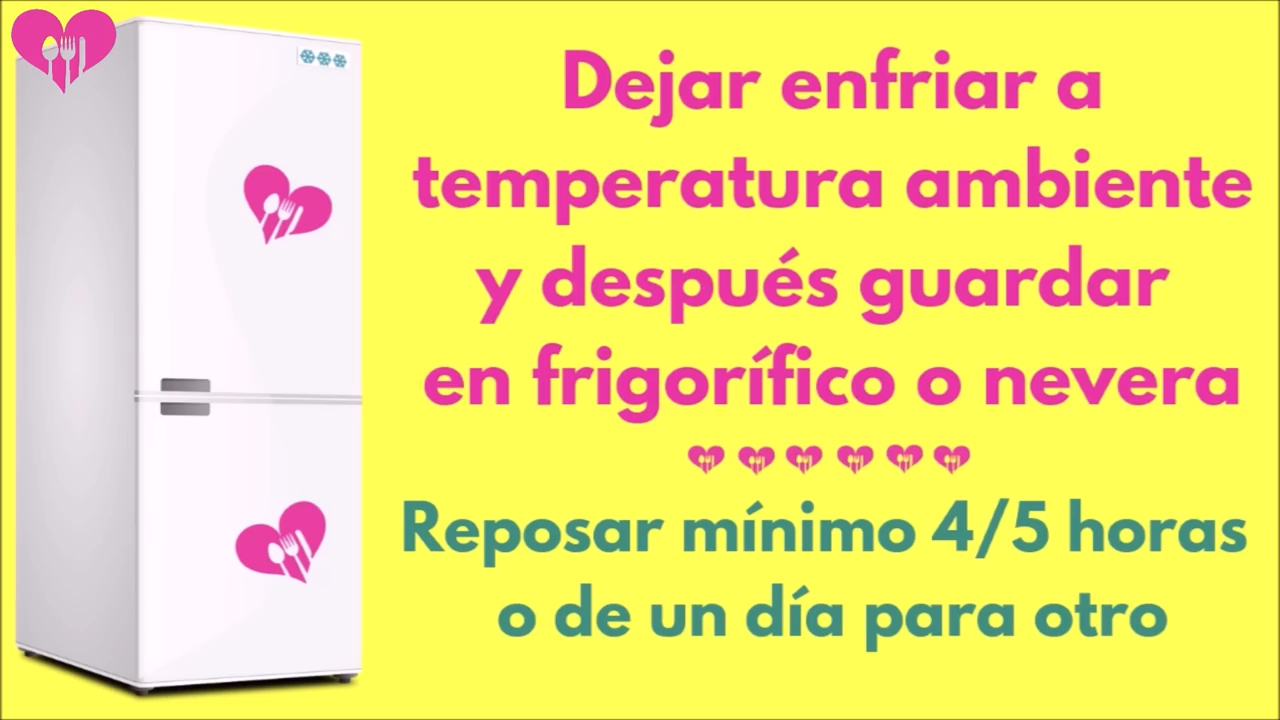 Dejar enfriar a
temperatura ambiente
y después guardar
en frigorífico o nevera
Reposar mínimo 4/5 horas
o de un día para otro